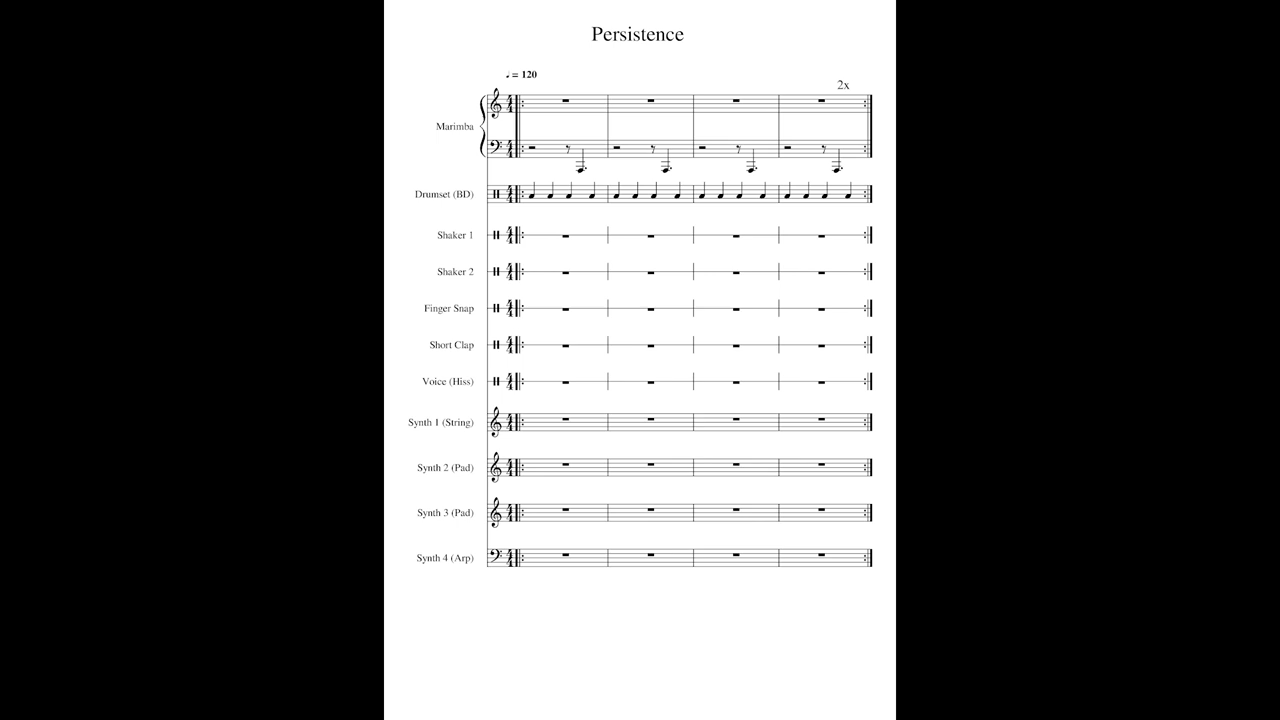 Persistence
♩ = 120
2x
Marimba
Drumset (BD)
Shaker 1
Shaker 2
Finger Snap
Short Clap
Voice (Hiss)
Synth 1 (String)
Synth 2 (Pad)
Synth 3 (Pad)
Synth 4 (Arp)